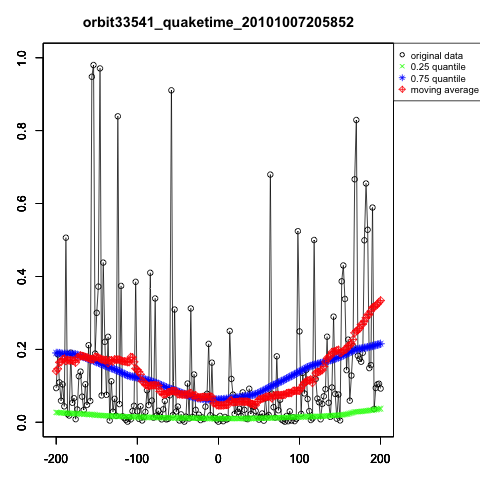 orbit33541_quaketime_20101007205852
original data
0.25 quantile
0.75 quantile
moving average
1.0
0.8
0.6
0.4
0.2
0.0
-200 -100 0 100 200